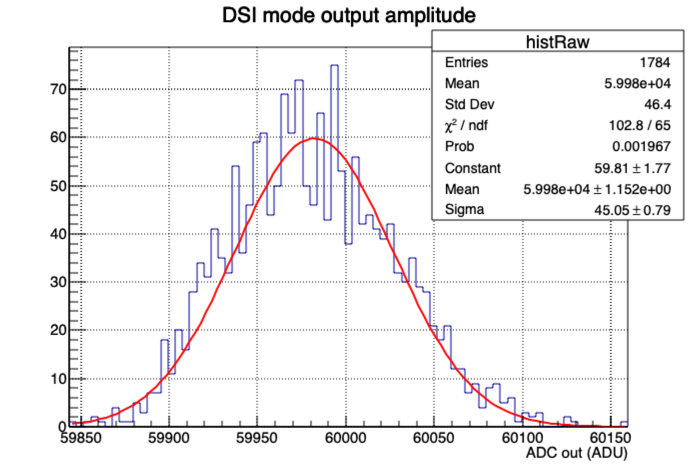 DSI mode output amplitude
histRaw
Entries 1784
Mean 5.998e+04
Std Dev 46.4
χ² / ndf 102.8 / 65
Prob 0.001967
Constant 59.81 ± 1.77
Mean 5.998e+04 ± 1.152e+00
Sigma 45.05 ± 0.79
70
60
50
40
30
20
10
0
59850 59900 59950 60000 60050 60100 60150
ADC out (ADU)